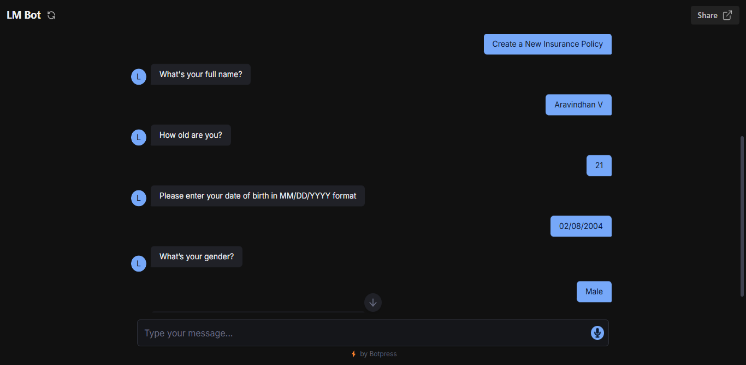 LM Bot
Share
Create a New Insurance Policy
L
What's your full name?
Aravindhan V
L
How old are you?
21
L
Please enter your date of birth in MM/DD/YYYY format
02/08/2004
L
What's your gender?
Male
Type your message...
by Botpress